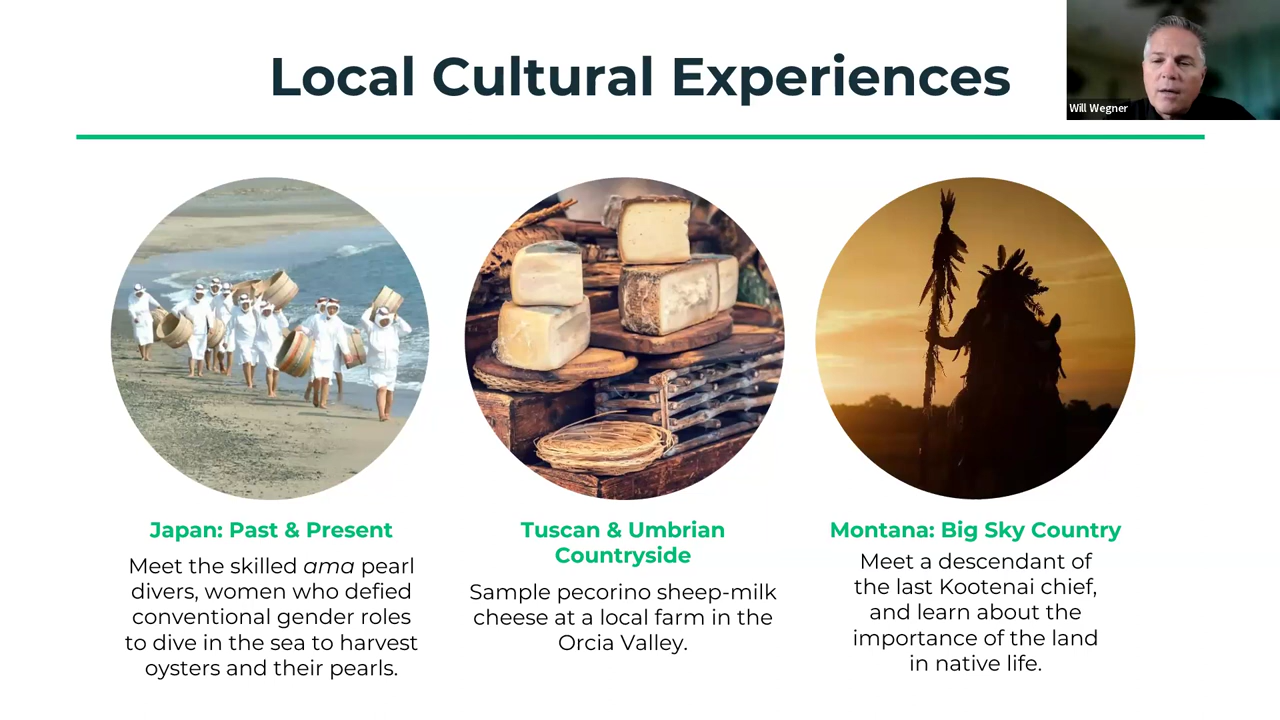 Local Cultural Experiences
Will Wegner
Japan: Past & Present
Meet the skilled ama pearl
divers, women who defied
conventional gender roles
to dive in the sea to harvest
oysters and their pearls.
Tuscan & Umbrian
Countryside
Sample pecorino sheep-milk
cheese at a local farm in the
Orcia Valley.
Montana: Big Sky Country
Meet a descendant of
the last Kootenai chief,
and learn about the
importance of the land
in native life.